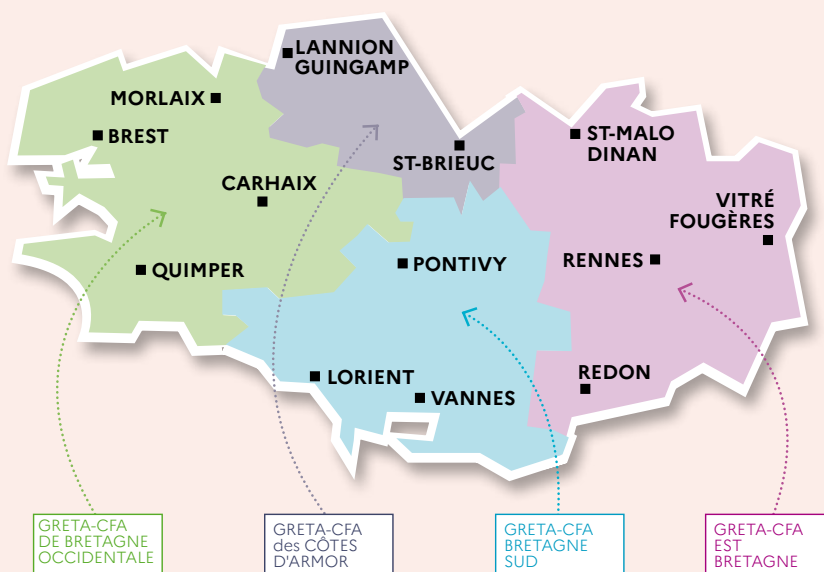 LANNION
GUINGAMP
MORLAIX
BREST
ST-MALO
DINAN
ST-BRIEUC
CARHAIX
VITRÉ
FOUGÈRES
QUIMPER
PONTIVY
RENNES
LORIENT
REDON
VANNES
GRETA-CFA
DE BRETAGNE
OCCIDENTALE
GRETA-CFA
des CÔTES
D'ARMOR
GRETA-CFA
BRETAGNE
SUD
GRETA-CFA
EST
BRETAGNE